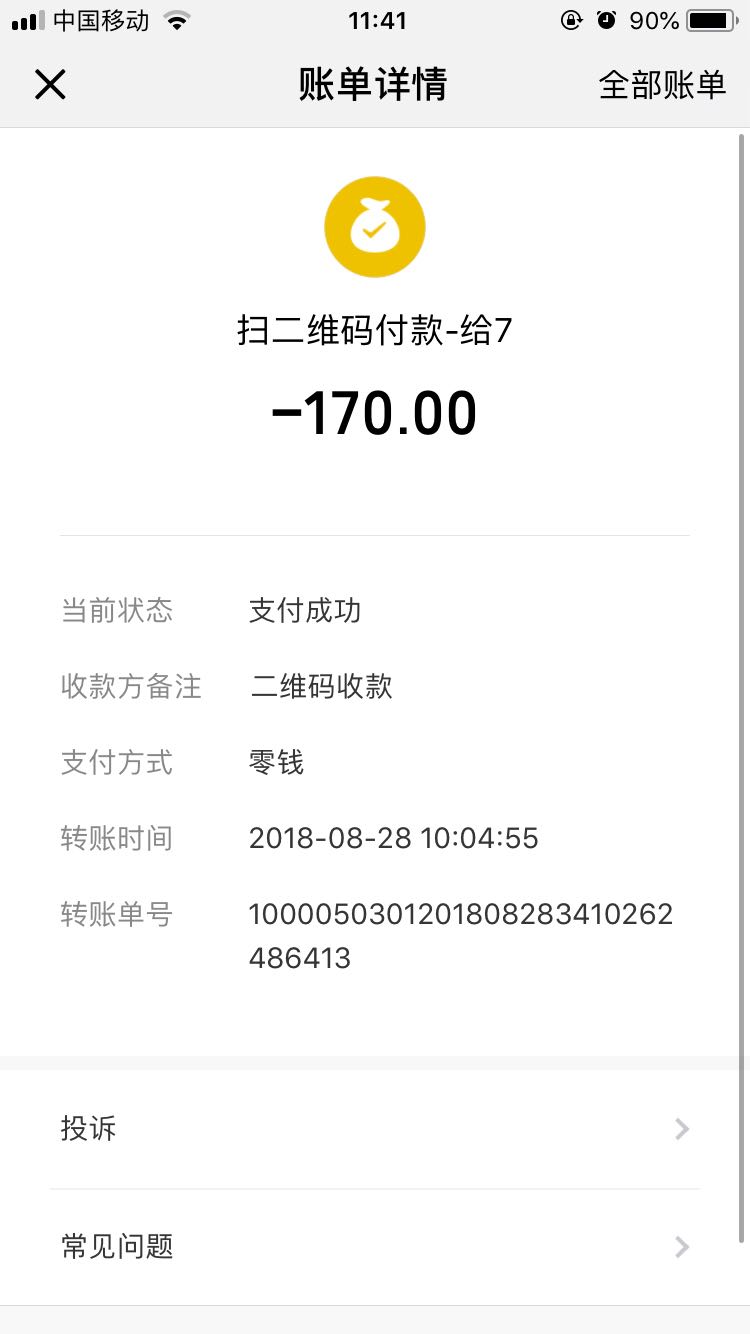 中国移动 11:41 90%
账单详情 全部账单
扫二维码付款-给7
-170.00
当前状态 支付成功
收款方备注 二维码收款
支付方式 零钱
转账时间 2018-08-28 10:04:55
转账单号 1000050301201808283410262
486413
投诉
常见问题